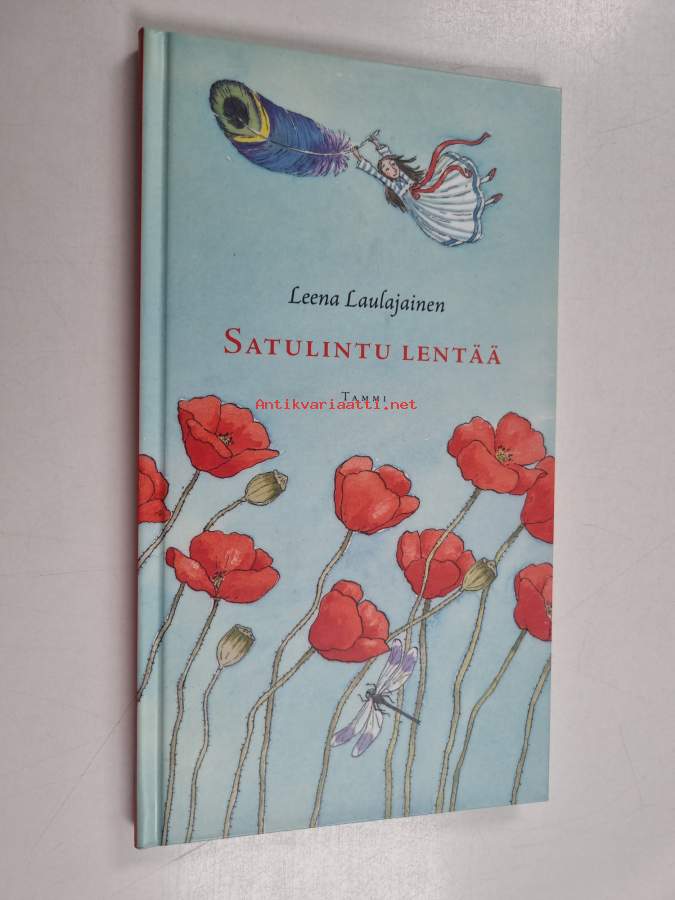 Leena Laulajainen
SATULINTU LENTÄÄ
TAMMI
Antikvariaatti.net